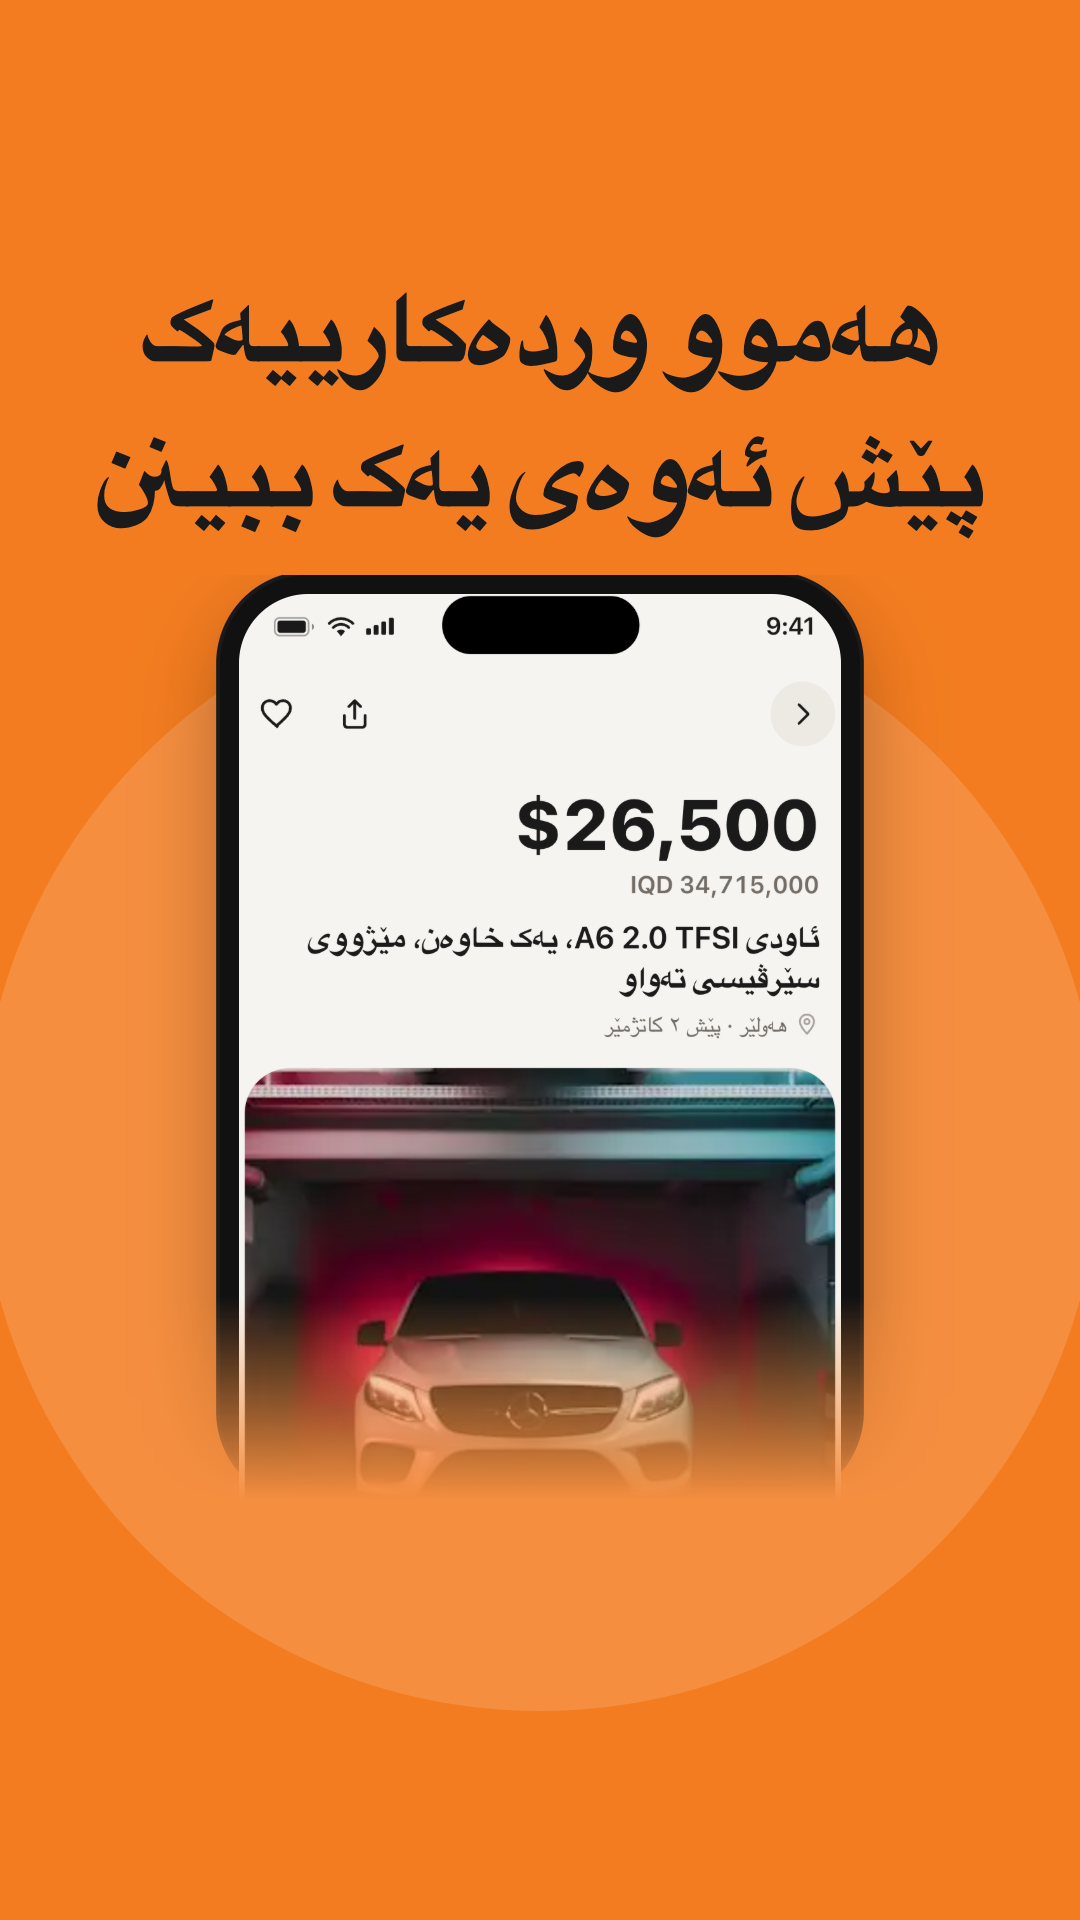 هەموو وردەکارییەک
پێش ئەوەی یەک ببینن
9:41
$26,500
IQD 34,715,000
ئاودی A6 2.0 TFSI، یەک خاوەن، مێژووی
سێرڤیسی تەواو
هەولێر · پێش ٢ کاتژمێر